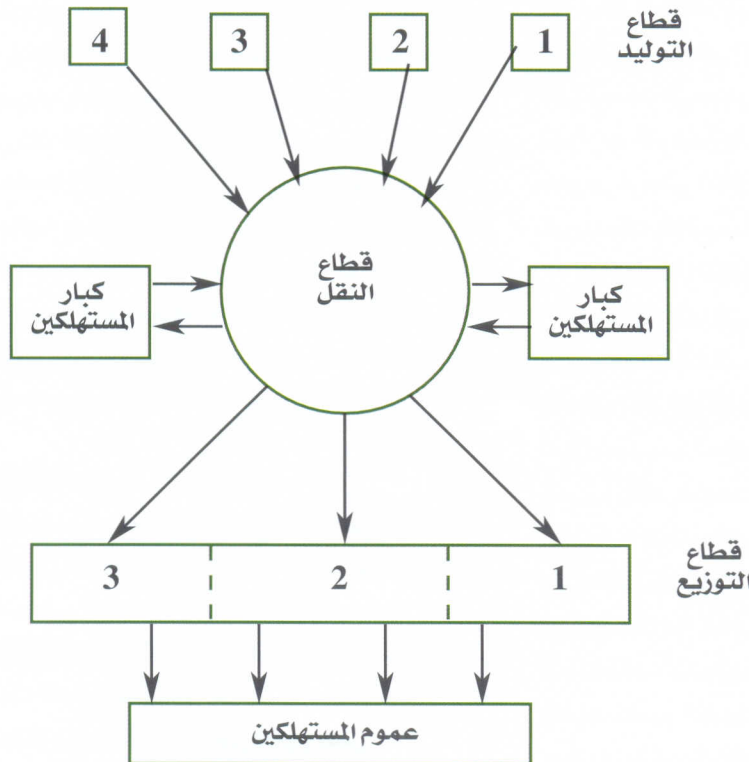 قطاع
التوليد
1
2
3
4
قطاع
النقل
كبار
المستهلكين
كبار
المستهلكين
قطاع
التوزيع
1
2
3
عموم المستهلكين